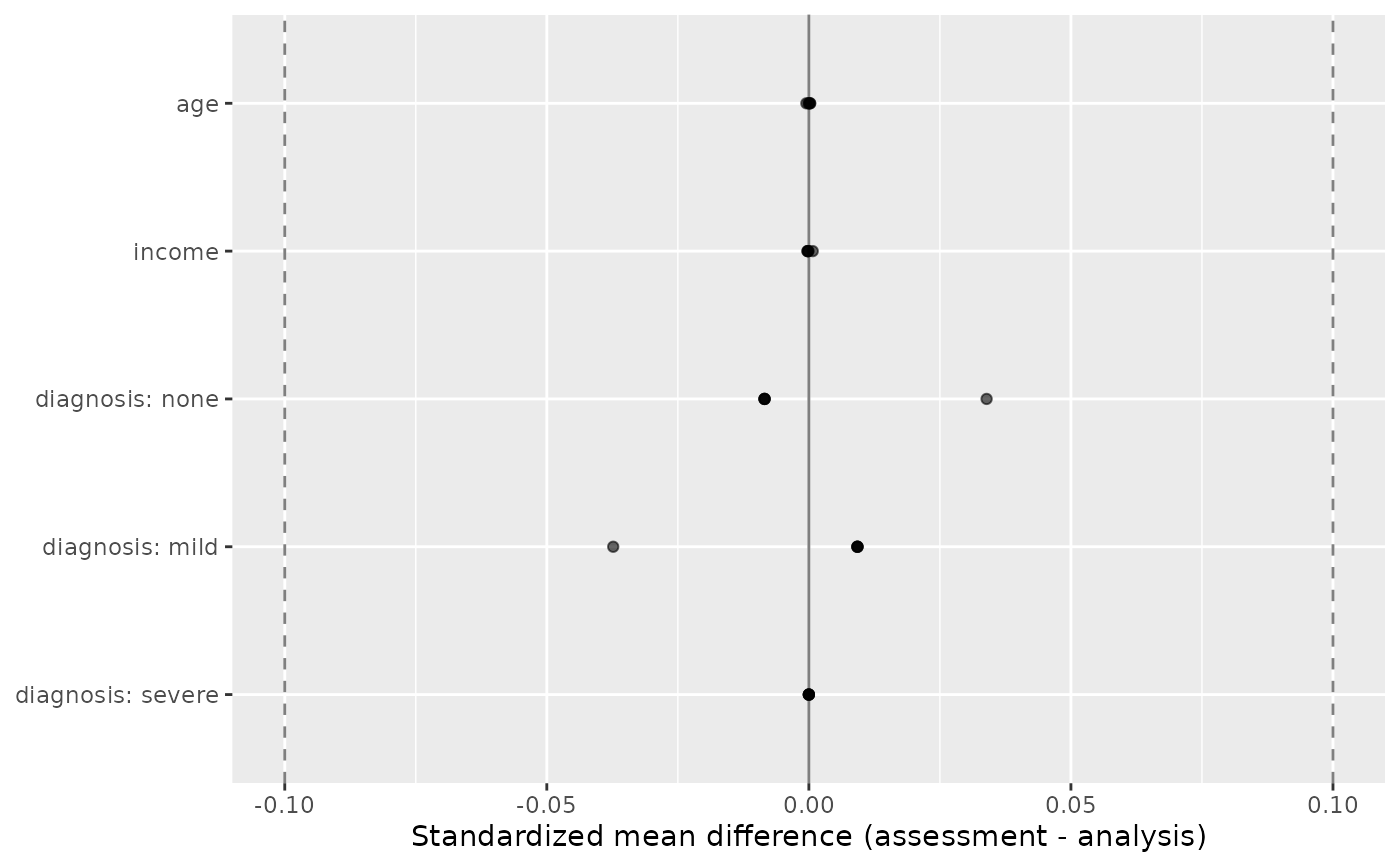 age
income
diagnosis: none
diagnosis: mild
diagnosis: severe
-0.10 -0.05 0.00 0.05 0.10
Standardized mean difference (assessment - analysis)